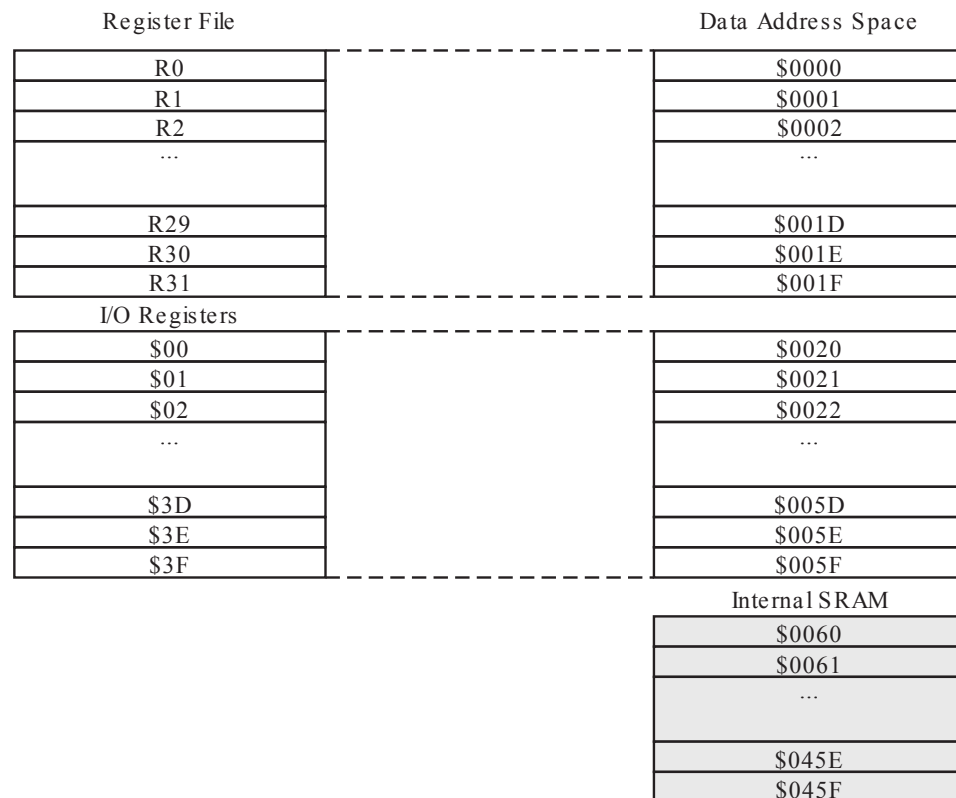 Register File
Data Address Space
R0
$0000
R1
$0001
R2
$0002
...
...
R29
$001D
R30
$001E
R31
$001F
I/O Registers
$00
$0020
$01
$0021
$02
$0022
...
...
$3D
$005D
$3E
$005E
$3F
$005F
Internal SRAM
$0060
$0061
...
$045E
$045F